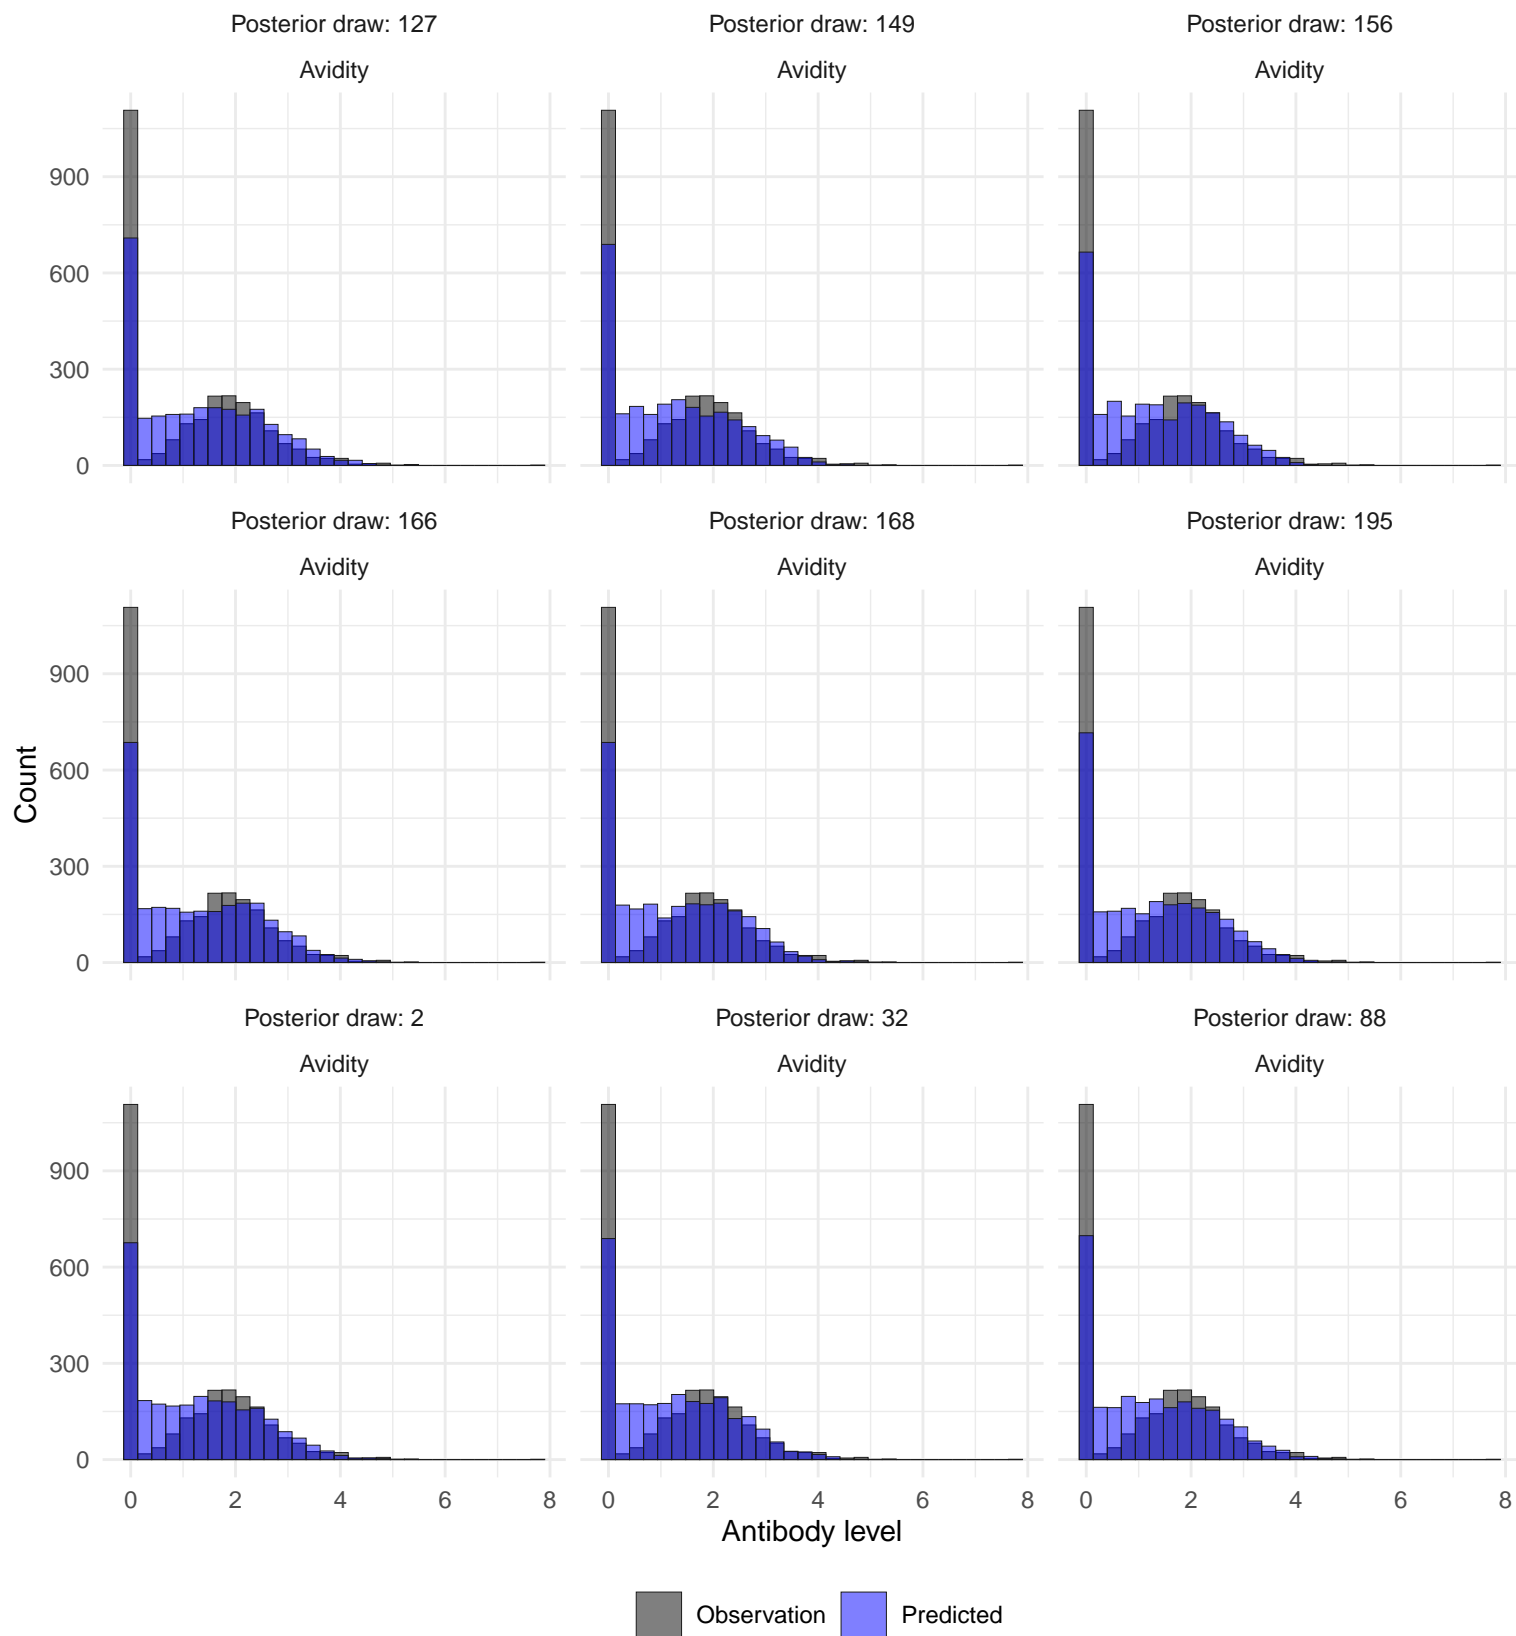 Posterior draw: 127
Posterior draw: 149
Posterior draw: 156
Avidity
Avidity
Avidity
900
600
300
0
Posterior draw: 166
Posterior draw: 168
Posterior draw: 195
Avidity
Avidity
Avidity
900
600
300
0
Count
Posterior draw: 2
Posterior draw: 32
Posterior draw: 88
Avidity
Avidity
Avidity
900
600
300
0
0 2 4 6 8
0 2 4 6 8
0 2 4 6 8
Antibody level
Observation
Predicted